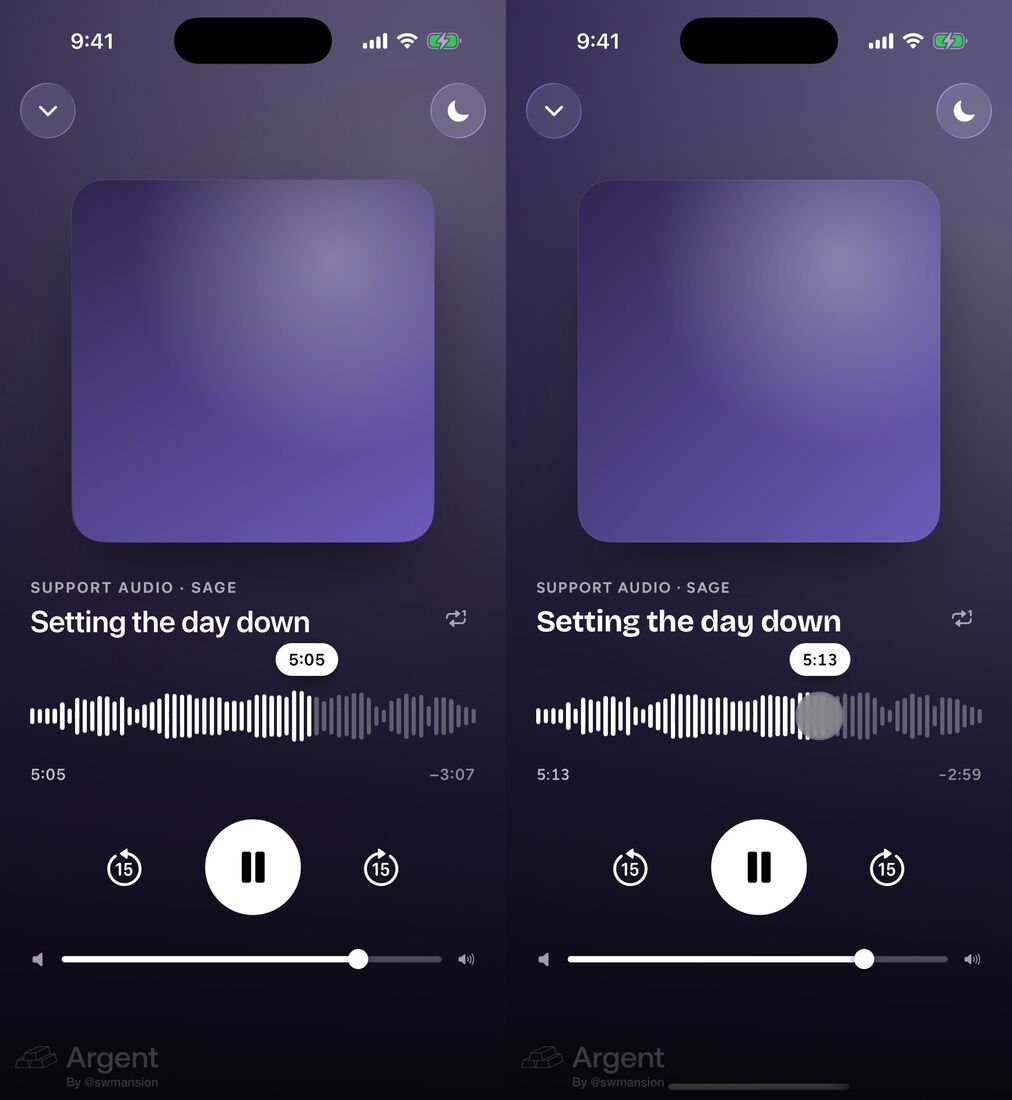 9:41
SUPPORT AUDIO · SAGE
Setting the day down
1
5:05
5:05
–3:07
15
15
Argent
By @swmansion
9:41
SUPPORT AUDIO · SAGE
Setting the day down
1
5:13
5:13
–2:59
15
15
Argent
By @swmansion